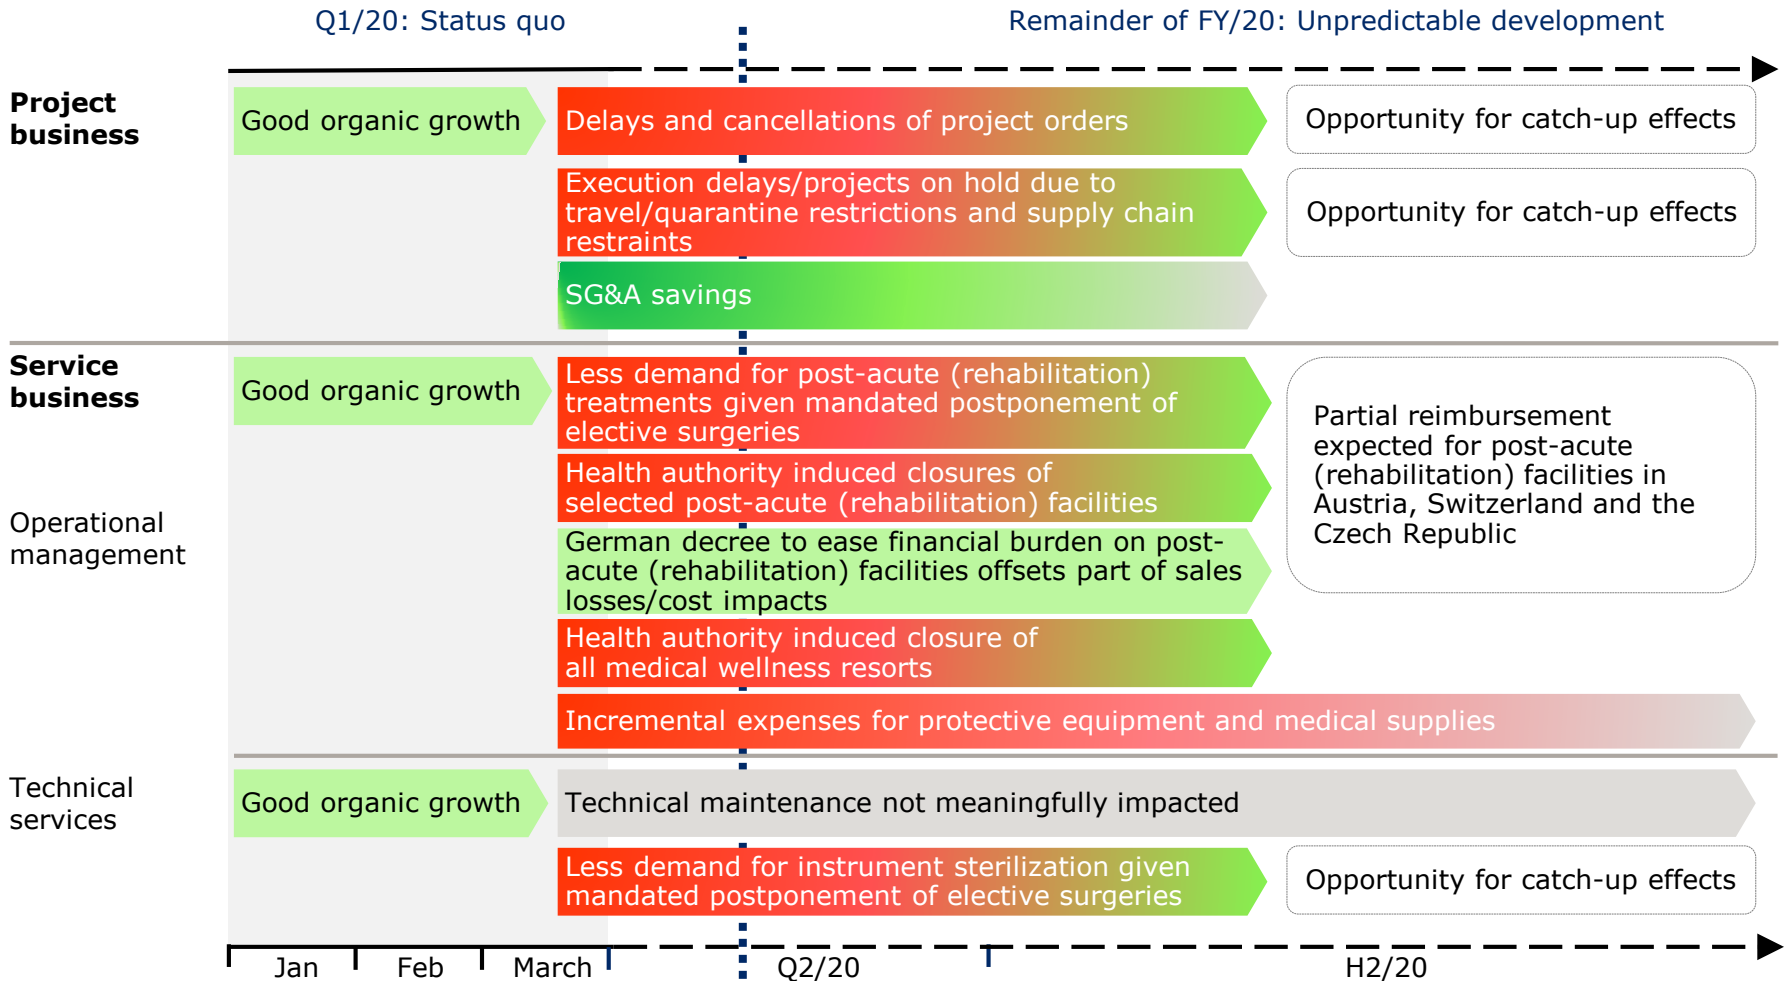 Q1/20: Status quo
Remainder of FY/20: Unpredictable development
Project
business
Good organic growth
Delays and cancellations of project orders
Opportunity for catch-up effects
Execution delays/projects on hold due to
travel/quarantine restrictions and supply chain
restraints
Opportunity for catch-up effects
SG&A savings
Service
business
Good organic growth
Less demand for post-acute (rehabilitation)
treatments given mandated postponement of
elective surgeries
Partial reimbursement
expected for post-acute
(rehabilitation) facilities in
Austria, Switzerland and the
Czech Republic
Operational
management
Health authority induced closures of
selected post-acute (rehabilitation) facilities
German decree to ease financial burden on post-
acute (rehabilitation) facilities offsets part of sales
losses/cost impacts
Health authority induced closure of
all medical wellness resorts
Incremental expenses for protective equipment and medical supplies
Technical
services
Good organic growth
Technical maintenance not meaningfully impacted
Less demand for instrument sterilization given
mandated postponement of elective surgeries
Opportunity for catch-up effects
Jan
Feb
March
Q2/20
H2/20